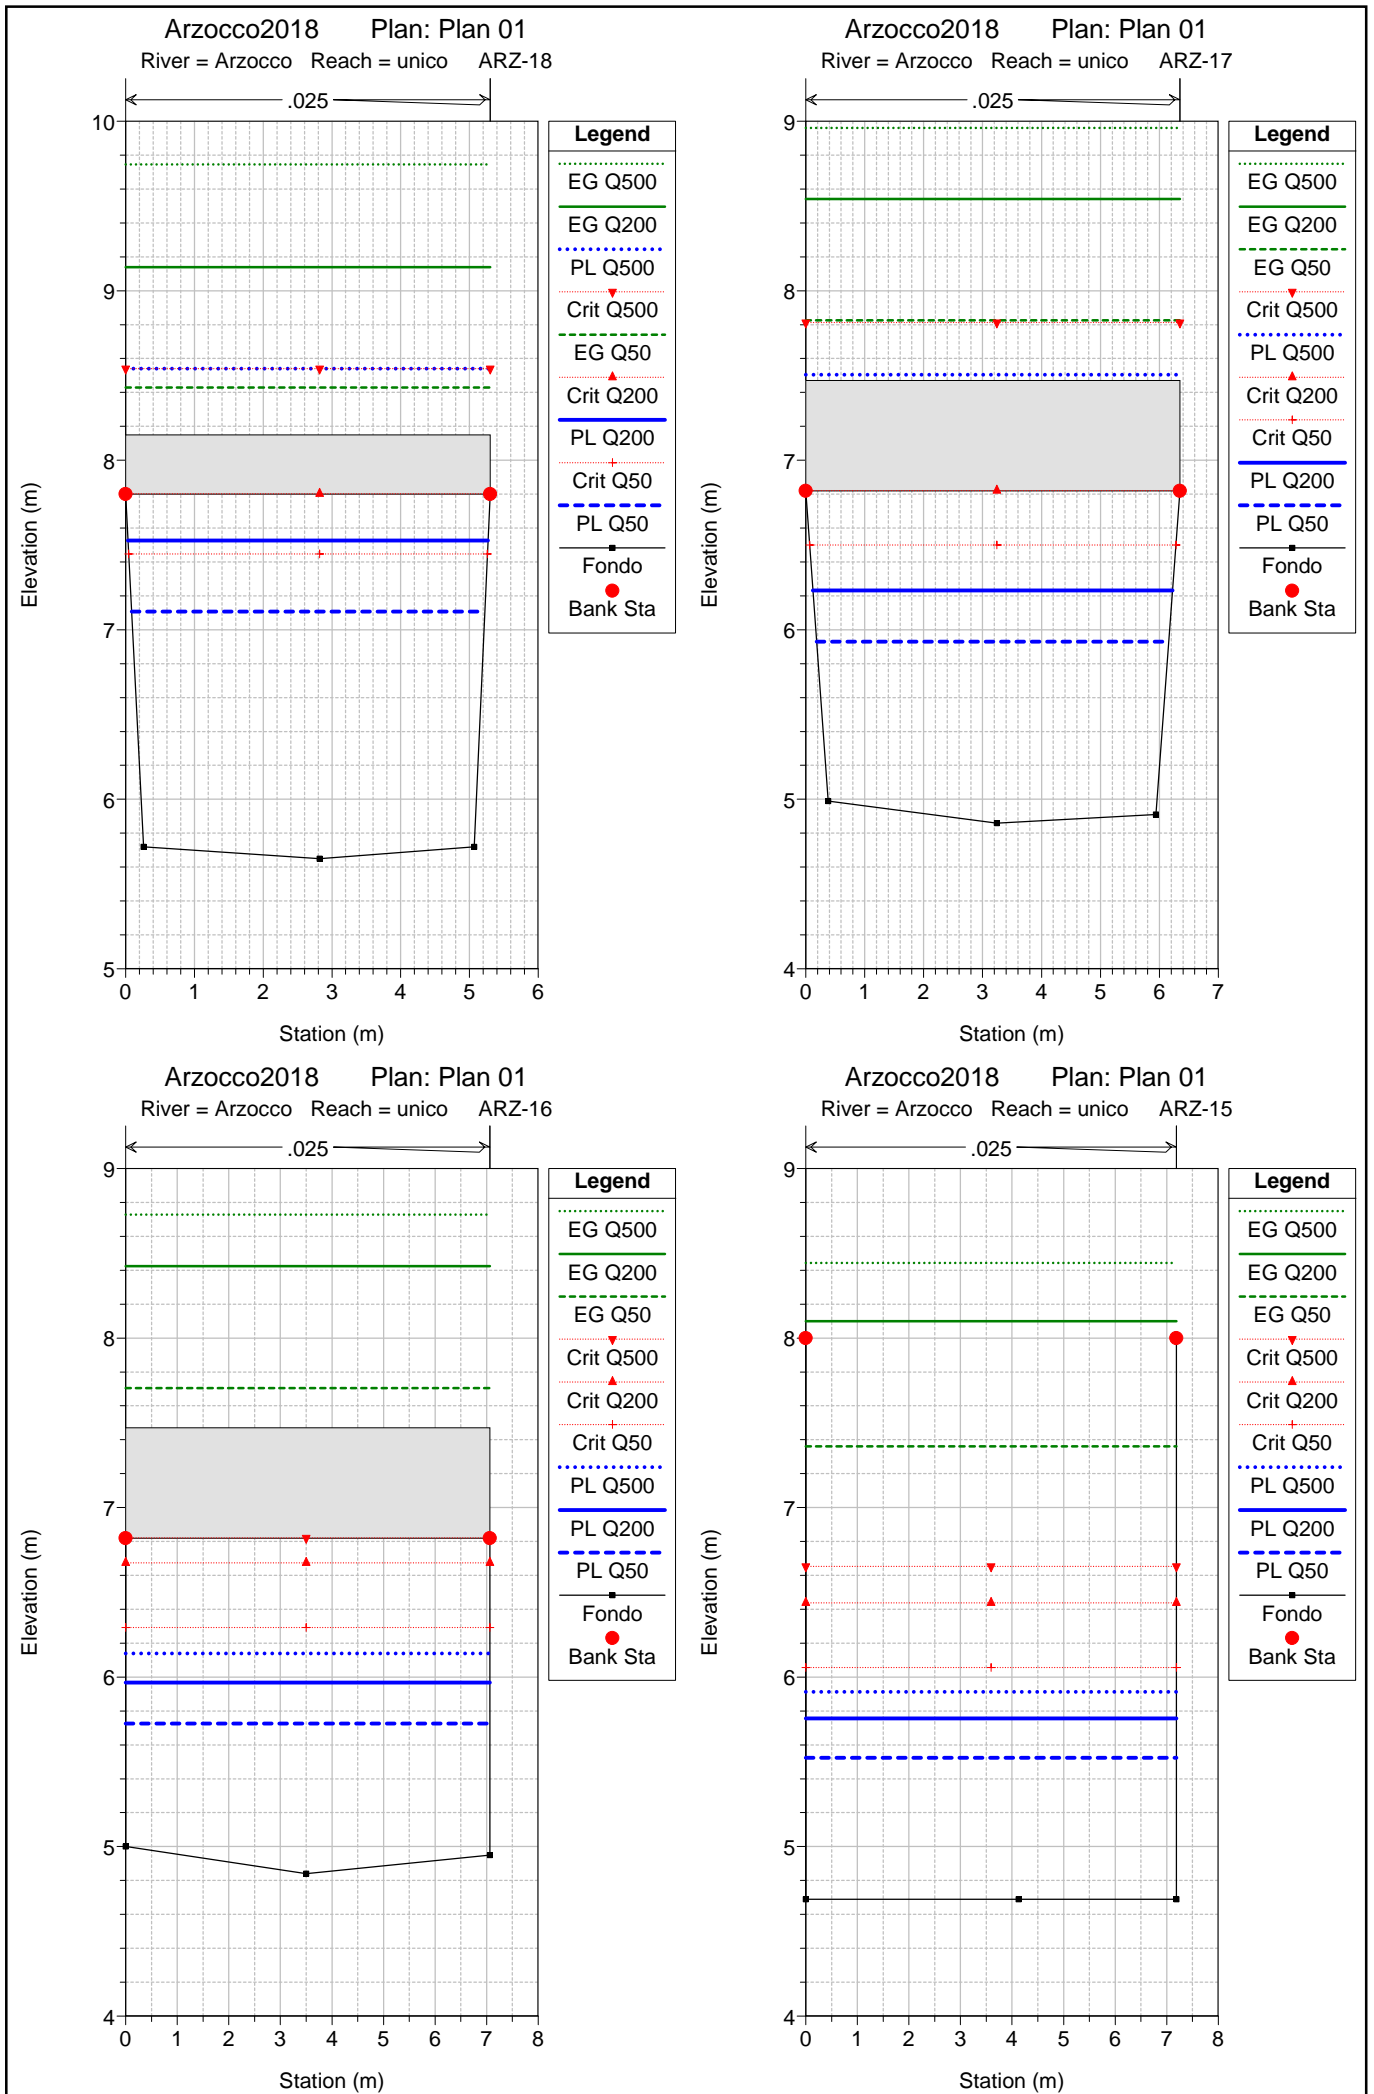 Arzocco2018 Plan: Plan 01
River = Arzocco Reach = unico ARZ-18
.025
Legend
EG Q500
EG Q200
PL Q500
Crit Q500
EG Q50
Crit Q200
PL Q200
Crit Q50
PL Q50
Fondo
Bank Sta
10
9
8
7
6
5
Elevation (m)
0 1 2 3 4 5 6
Station (m)
Arzocco2018 Plan: Plan 01
River = Arzocco Reach = unico ARZ-17
.025
Legend
EG Q500
EG Q200
EG Q50
Crit Q500
PL Q500
Crit Q200
Crit Q50
PL Q200
PL Q50
Fondo
Bank Sta
9
8
7
6
5
4
Elevation (m)
0 1 2 3 4 5 6 7
Station (m)
Arzocco2018 Plan: Plan 01
River = Arzocco Reach = unico ARZ-16
.025
Legend
EG Q500
EG Q200
EG Q50
Crit Q500
Crit Q200
Crit Q50
PL Q500
PL Q200
PL Q50
Fondo
Bank Sta
9
8
7
6
5
4
Elevation (m)
0 1 2 3 4 5 6 7 8
Station (m)
Arzocco2018 Plan: Plan 01
River = Arzocco Reach = unico ARZ-15
.025
Legend
EG Q500
EG Q200
EG Q50
Crit Q500
Crit Q200
Crit Q50
PL Q500
PL Q200
PL Q50
Fondo
Bank Sta
9
8
7
6
5
4
Elevation (m)
0 1 2 3 4 5 6 7 8
Station (m)